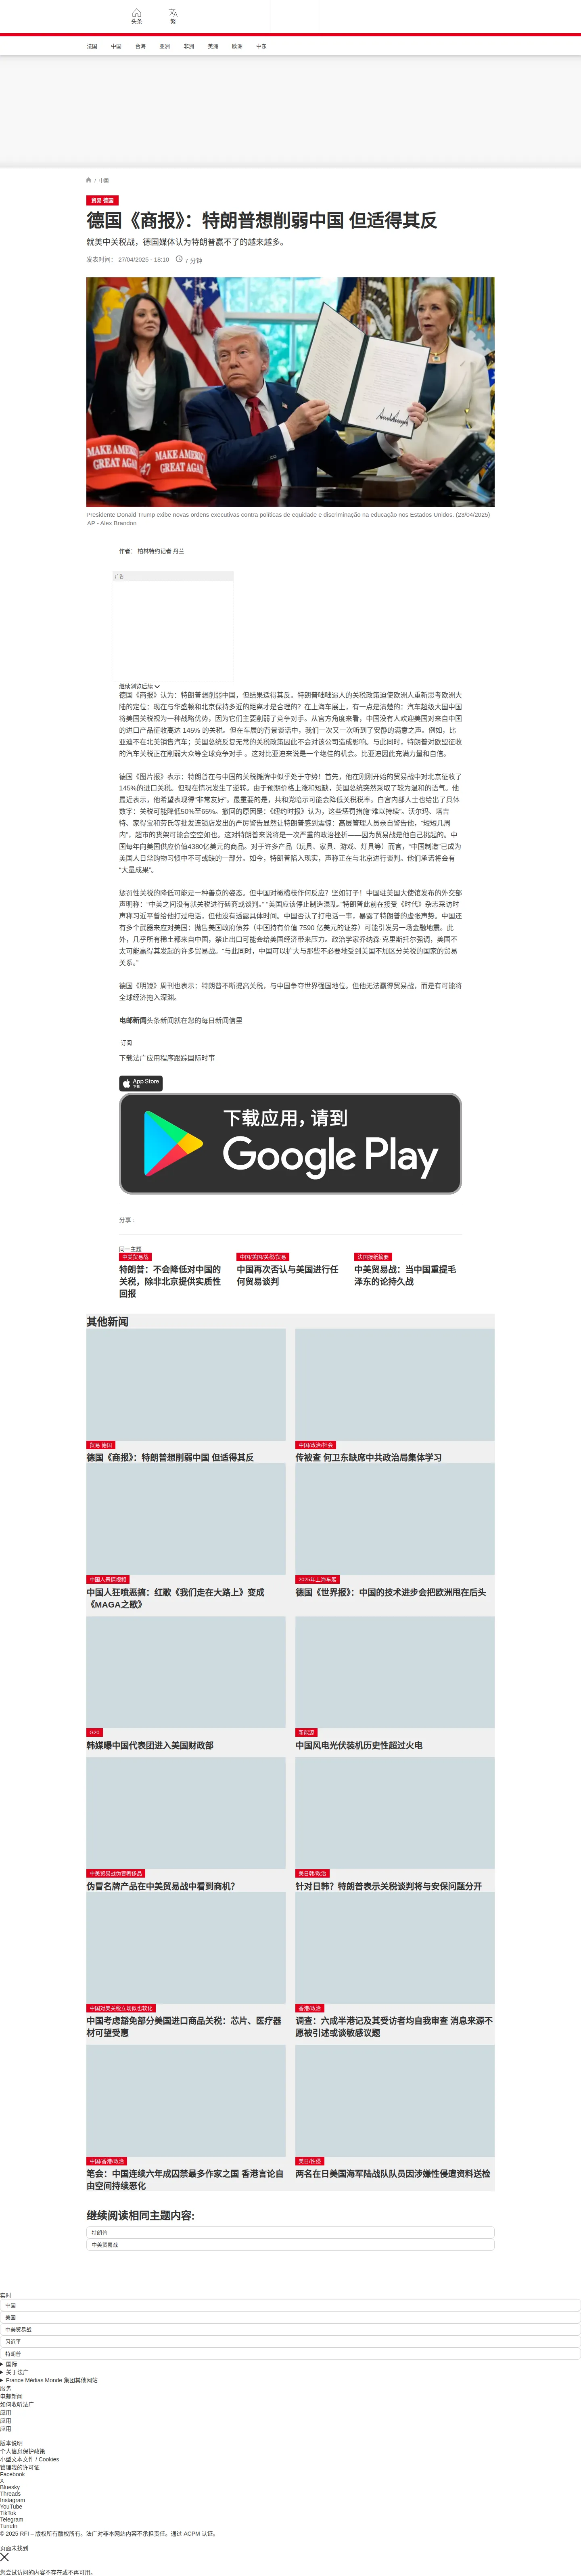 头条
繁
法国
中国
台海
亚洲
非洲
美洲
欧洲
中东
/ 中国
贸易 德国
德国《商报》：特朗普想削弱中国 但适得其反
就美中关税战，德国媒体认为特朗普赢不了的越来越多。
发表时间： 27/04/2025 - 18:10
7 分钟
MAKE AMERICA GREAT AGAIN
47
MAKE AMERICA GREAT AGAIN
Presidente Donald Trump exibe novas ordens executivas contra políticas de equidade e discriminação na educação nos Estados Unidos. (23/04/2025)
AP - Alex Brandon
作者： 柏林特约记者 丹兰
广告
继续浏览后续
德国《商报》认为：特朗普想削弱中国，但结果适得其反。特朗普咄咄逼人的关税政策迫使欧洲人重新思考欧洲大
陆的定位：现在与华盛顿和北京保持多近的距离才是合理的？在上海车展上，有一点是清楚的：汽车超级大国中国
将美国关税视为一种战略优势，因为它们主要削弱了竞争对手。从官方角度来看，中国没有人欢迎美国对来自中国
的进口产品征收高达 145% 的关税。但在车展的背景谈话中，我们一次又一次听到了安静的满意之声。例如，比
亚迪不在北美销售汽车；美国总统反复无常的关税政策因此不会对该公司造成影响。与此同时，特朗普对欧盟征收
的汽车关税正在削弱大众等全球竞争对手 。这对比亚迪来说是一个绝佳的机会。比亚迪因此充满力量和自信。
德国《图片报》表示：特朗普在与中国的关税摊牌中似乎处于守势！首先，他在刚刚开始的贸易战中对北京征收了
145%的进口关税。但现在情况发生了逆转。由于预期价格上涨和短缺，美国总统突然采取了较为温和的语气。他
最近表示，他希望表现得“非常友好”。最重要的是，共和党暗示可能会降低关税税率。白宫内部人士也给出了具体
数字：关税可能降低50%至65%。撤回的原因是：《纽约时报》认为，这些惩罚措施“难以持续”。沃尔玛、塔吉
特、家得宝和劳氏等批发连锁店发出的严厉警告显然让特朗普感到震惊：高层管理人员亲自警告他，“短短几周
内”，超市的货架可能会空空如也。这对特朗普来说将是一次严重的政治挫折——因为贸易战是他自己挑起的。中
国每年向美国供应价值4380亿美元的商品。对于许多产品（玩具、家具、游戏、灯具等）而言，“中国制造”已成为
美国人日常购物习惯中不可或缺的一部分。如今，特朗普陷入现实，声称正在与北京进行谈判。他们承诺将会有
“大量成果”。
惩罚性关税的降低可能是一种善意的姿态。但中国对橄榄枝作何反应？坚如钉子！中国驻美国大使馆发布的外交部
声明称：“中美之间没有就关税进行磋商或谈判。” “美国应该停止制造混乱。”特朗普此前在接受《时代》杂志采访时
声称习近平曾给他打过电话，但他没有透露具体时间。中国否认了打电话一事，暴露了特朗普的虚张声势。中国还
有多个武器来应对美国：抛售美国政府债券（中国持有价值 7590 亿美元的证券）可能引发另一场金融地震。此
外，几乎所有稀土都来自中国，禁止出口可能会给美国经济带来压力。政治学家乔纳森·克里斯托尔强调，美国不
太可能赢得其发起的许多贸易战。“与此同时，中国可以扩大与那些不必要地受到美国不加区分关税的国家的贸易
关系。”
德国《明镜》周刊也表示：特朗普不断提高关税，与中国争夺世界强国地位。但他无法赢得贸易战，而是有可能将
全球经济拖入深渊。
电邮新闻头条新闻就在您的每日新闻信里
订阅
下载法广应用程序跟踪国际时事
App Store
下载
下载应用，请到
Google Play
分享 :
同一主题
中美贸易战
特朗普：不会降低对中国的
关税，除非北京提供实质性
回报
中国/美国/关税/贸易
中国再次否认与美国进行任
何贸易谈判
法国报纸摘要
中美贸易战：当中国重提毛
泽东的论持久战
其他新闻
贸易 德国
德国《商报》：特朗普想削弱中国 但适得其反
中国/政治/社会
传被查 何卫东缺席中共政治局集体学习
中国人恶搞视频
中国人狂喷恶搞：红歌《我们走在大路上》变成
《MAGA之歌》
2025年上海车展
德国《世界报》：中国的技术进步会把欧洲甩在后头
G20
韩媒曝中国代表团进入美国财政部
新能源
中国风电光伏装机历史性超过火电
中美贸易战伪冒奢侈品
伪冒名牌产品在中美贸易战中看到商机？
美日韩/政治
针对日韩？特朗普表示关税谈判将与安保问题分开
中国对美关税立场似也软化
中国考虑豁免部分美国进口商品关税：芯片、医疗器
材可望受惠
香港/政治
调查：六成半港记及其受访者均自我审查 消息来源不
愿被引述或谈敏感议题
中国/香港/政治
笔会：中国连续六年成囚禁最多作家之国 香港言论自
由空间持续恶化
美日/性侵
两名在日美国海军陆战队队员因涉嫌性侵遭资料送检
继续阅读相同主题内容:
特朗普
中美贸易战
实时
中国
美国
中美贸易战
习近平
特朗普
国际
关于法广
France Médias Monde 集团其他网站
服务
电邮新闻
如何收听法广
应用
应用
应用
版本说明
个人信息保护政策
小型文本文件 / Cookies
管理我的许可证
Facebook
X
Bluesky
Threads
Instagram
YouTube
TikTok
Telegram
TuneIn
© 2025 RFI – 版权所有版权所有。法广对非本网站内容不承担责任。通过 ACPM 认证。
页面未找到
您尝试访问的内容不存在或不再可用。